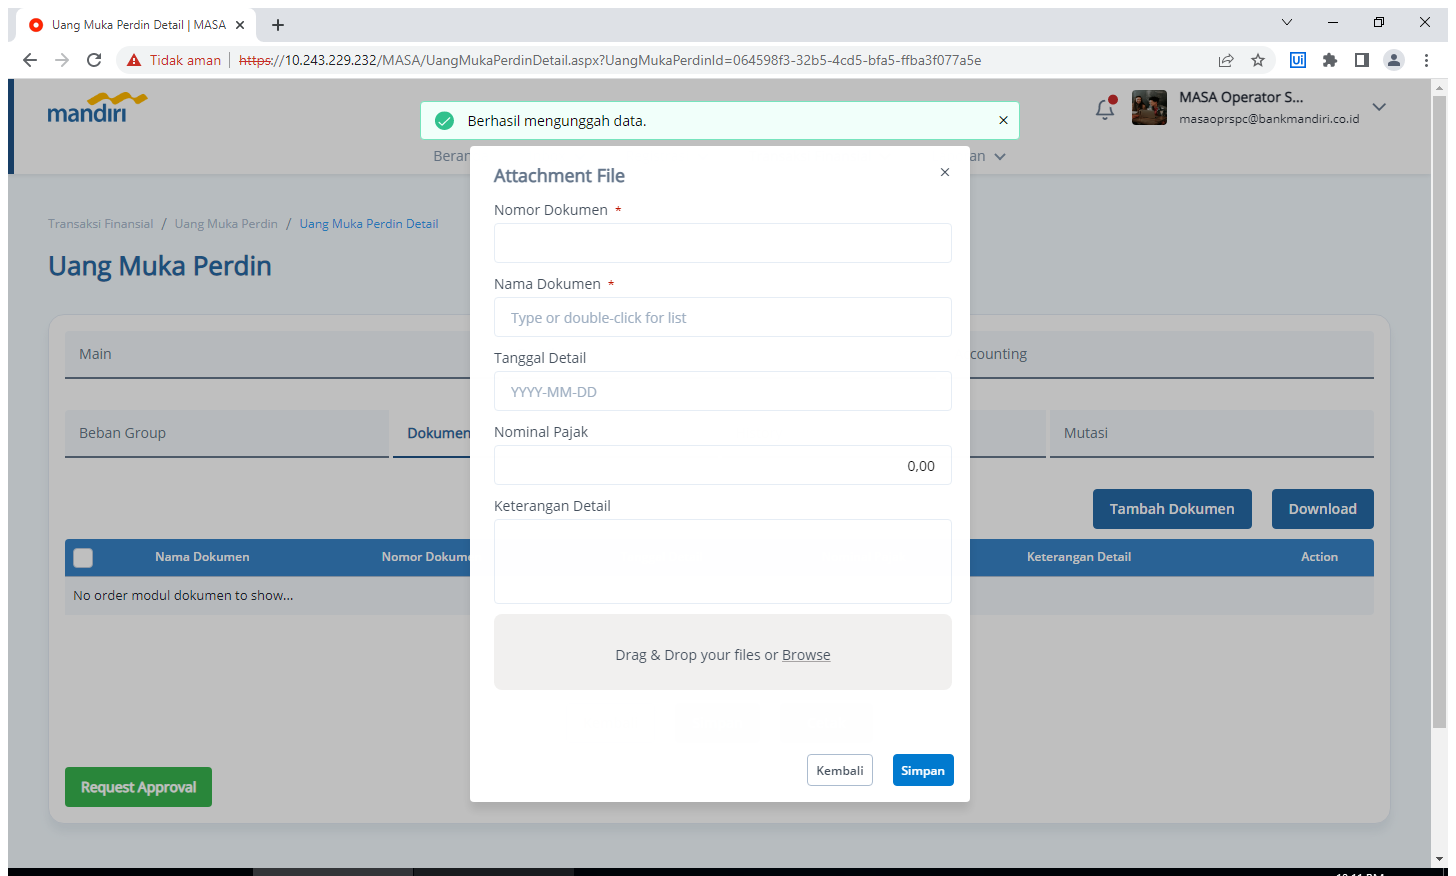 Uang Muka Perdin Detail | MASA
Tidak aman
https://10.243.229.232/MASA/UangMukaPerdinDetail.aspx?UangMukaPerdinId=064598f3-32b5-4cd5-bfa5-ffba3f077a5e
mandiri
Berhasil mengunggah data.
MASA Operator S...
masaoprspc@bankmandiri.co.id
Beran
an
Transaksi Finansial / Uang Muka Perdin / Uang Muka Perdin Detail
Uang Muka Perdin
Attachment File
Nomor Dokumen *
Nama Dokumen *
Type or double-click for list
Tanggal Detail
YYYY-MM-DD
Nominal Pajak
0,00
Keterangan Detail
Drag & Drop your files or Browse
Kembali
Simpan
Main
counting
Beban Group
Dokumen
Mutasi
Tambah Dokumen
Download
Nama Dokumen
Nomor Dokume
Keterangan Detail
Action
No order modul dokumen to show...
Request Approval